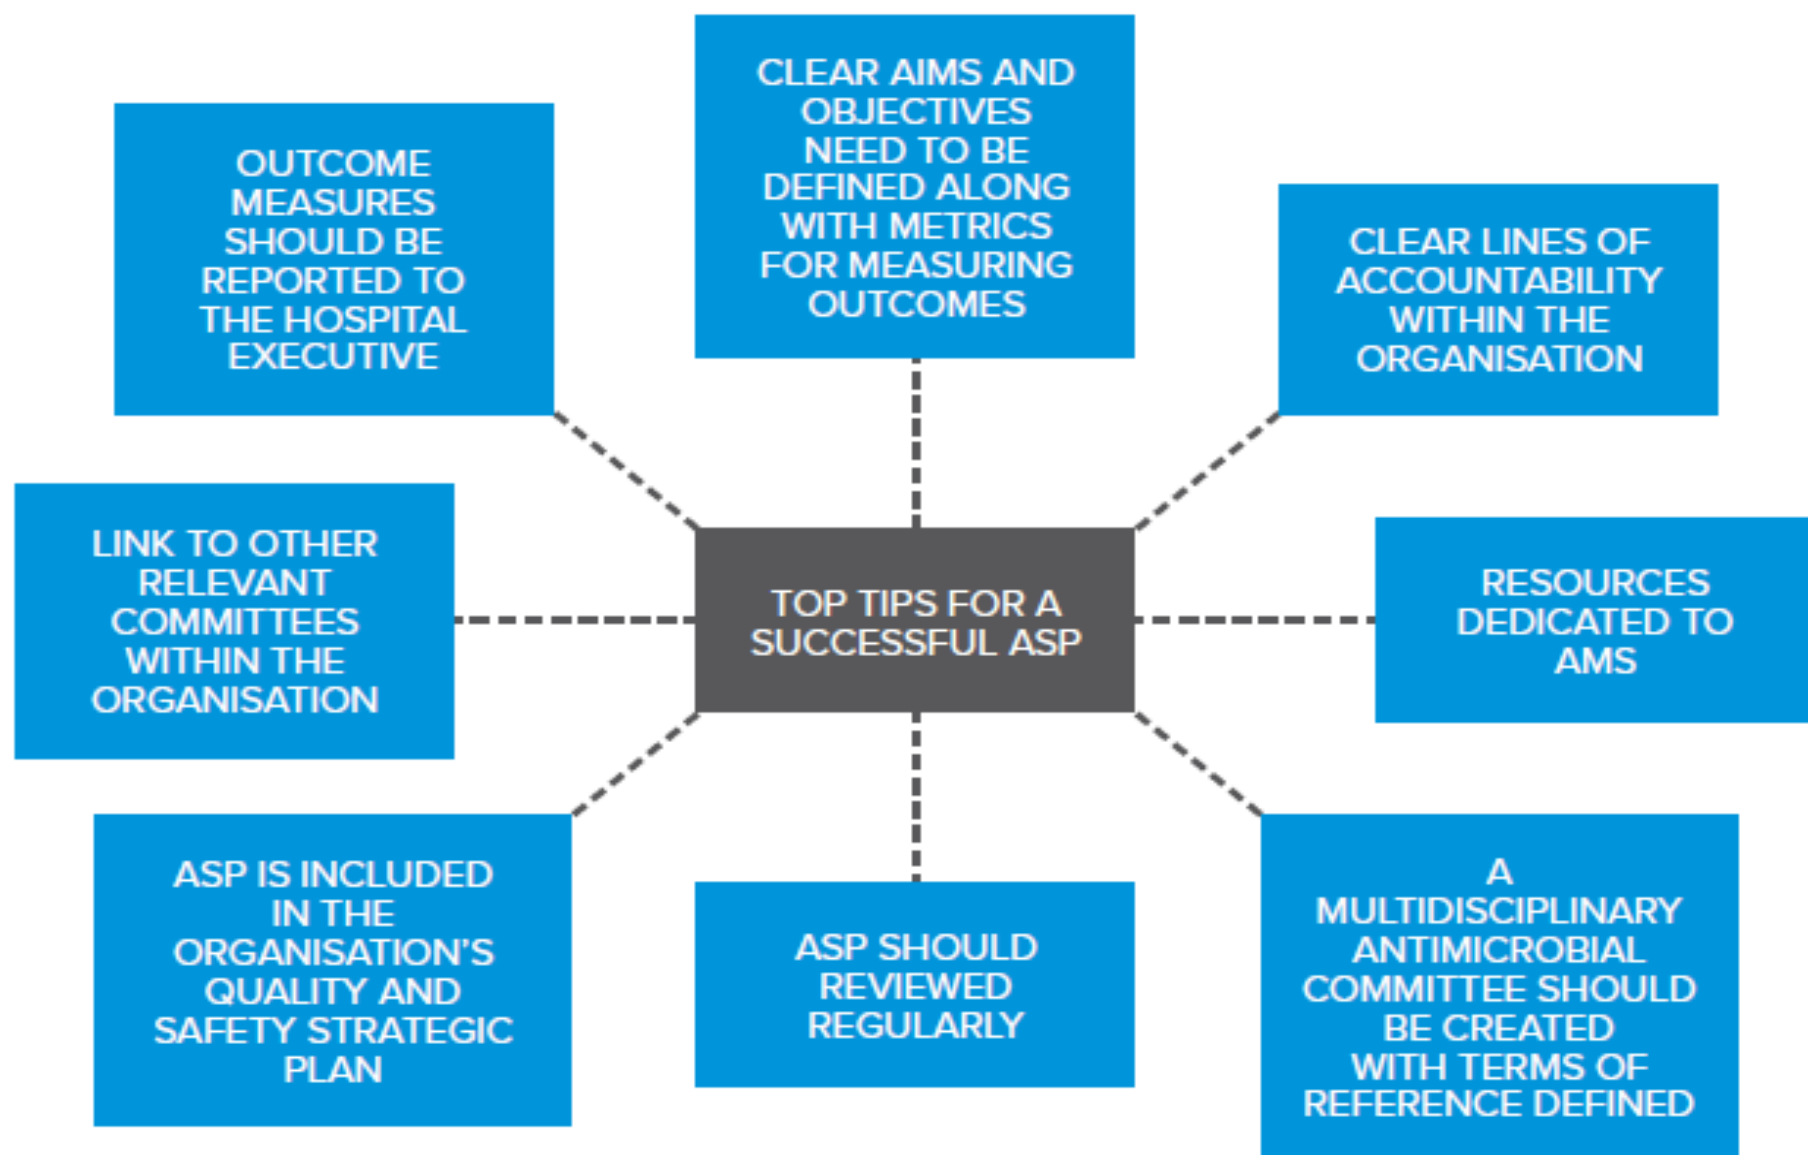 CLEAR AIMS AND
OBJECTIVES
NEED TO BE
DEFINED ALONG
WITH METRICS
FOR MEASURING
OUTCOMES
OUTCOME
MEASURES
SHOULD BE
REPORTED TO
THE HOSPITAL
EXECUTIVE
CLEAR LINES OF
ACCOUNTABILITY
WITHIN THE
ORGANISATION
LINK TO OTHER
RELEVANT
COMMITTEES
WITHIN THE
ORGANISATION
TOP TIPS FOR A
SUCCESSFUL ASP
RESOURCES
DEDICATED TO
AMS
ASP IS INCLUDED
IN THE
ORGANISATION'S
QUALITY AND
SAFETY STRATEGIC
PLAN
ASP SHOULD
REVIEWED
REGULARLY
A
MULTIDISCIPLINARY
ANTIMICROBIAL
COMMITTEE SHOULD
BE CREATED
WITH TERMS OF
REFERENCE DEFINED